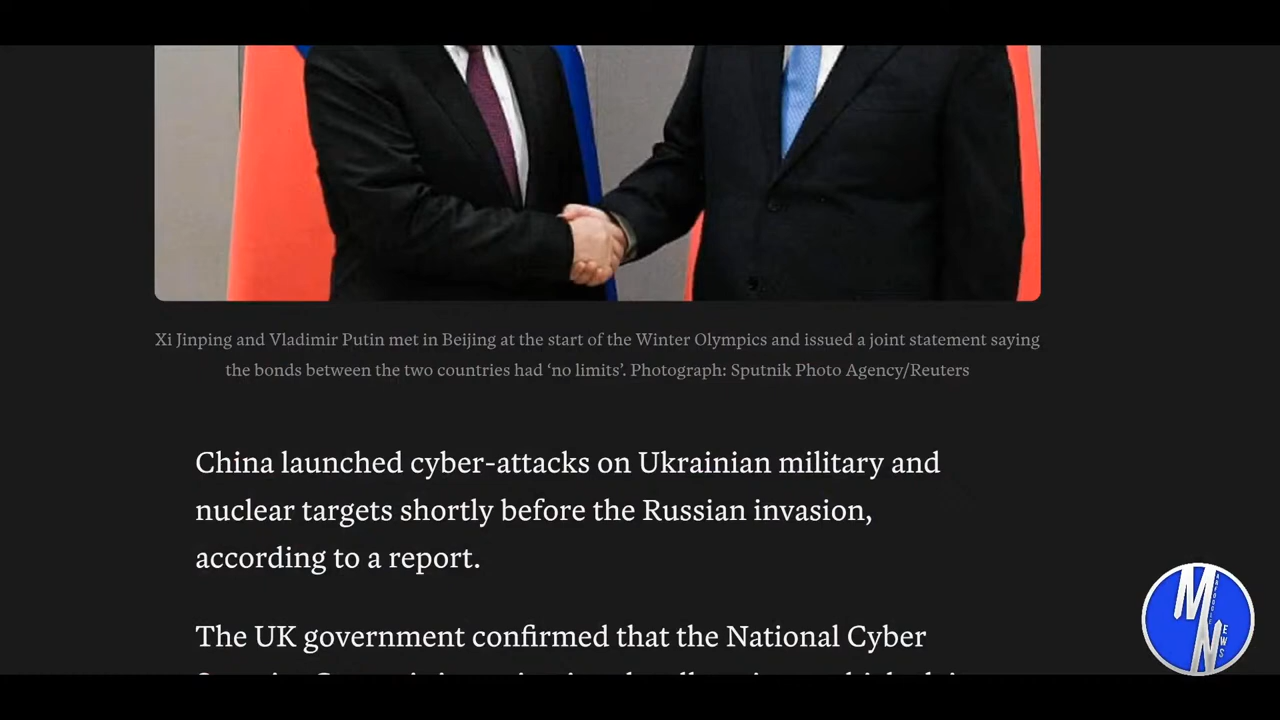 Xi Jinping and Vladimir Putin met in Beijing at the start of the Winter Olympics and issued a joint statement saying
the bonds between the two countries had ‘no limits’. Photograph: Sputnik Photo Agency/Reuters
China launched cyber-attacks on Ukrainian military and
nuclear targets shortly before the Russian invasion,
according to a report.
The UK government confirmed that the National Cyber